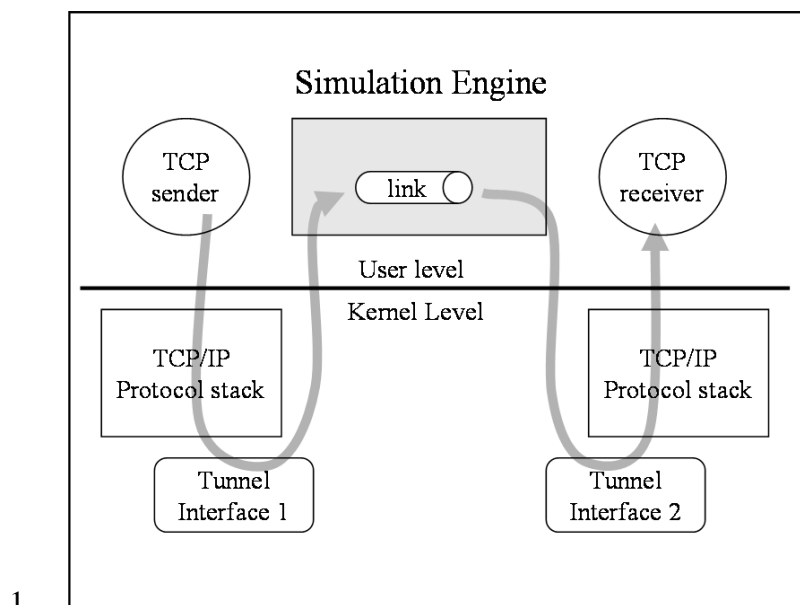 Simulation Engine
TCP
sender
link
TCP
receiver
User level
Kernel Level
TCP/IP
Protocol stack
TCP/IP
Protocol stack
Tunnel
Interface 1
Tunnel
Interface 2
1